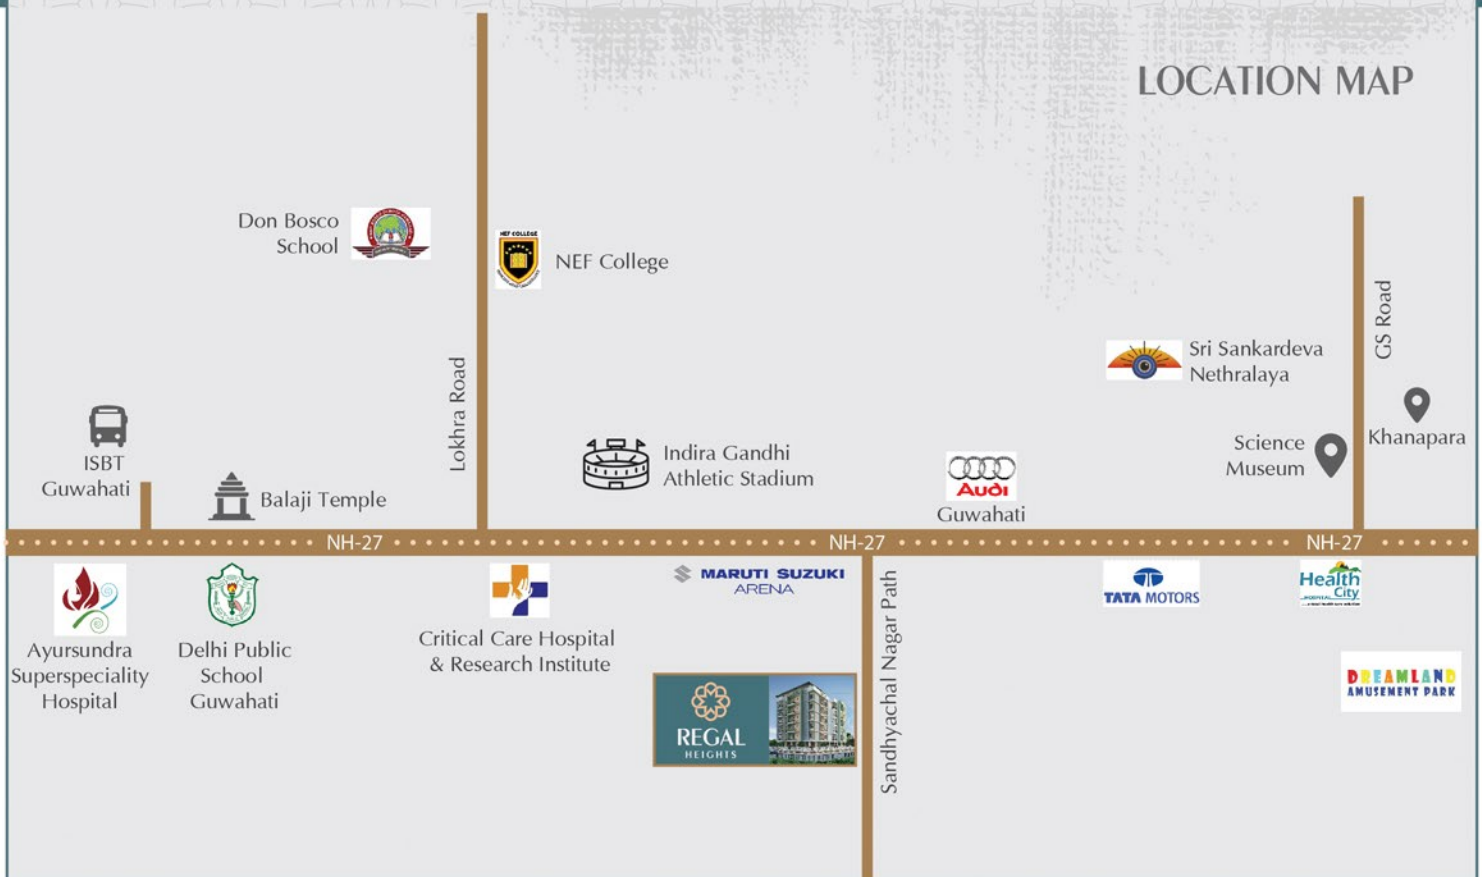 LOCATION MAP
Don Bosco
School
NEF COLLEGE
NEF College
Lokhra Road
GS Road
Sri Sankardeva
Nethralaya
Khanapara
Science
Museum
ISBT
Guwahati
Balaji Temple
Indira Gandhi
Athletic Stadium
Audi
Guwahati
NH-27
NH-27
NH-27
Ayursundra
Superspeciality
Hospital
Delhi Public
School
Guwahati
Critical Care Hospital
& Research Institute
MARUTI SUZUKI
ARENA
REGAL
HEIGHTS
Sandhyachal Nagar Path
TATA MOTORS
Health
City
HOSPITAL
DREAMLAND
AMUSEMENT PARK